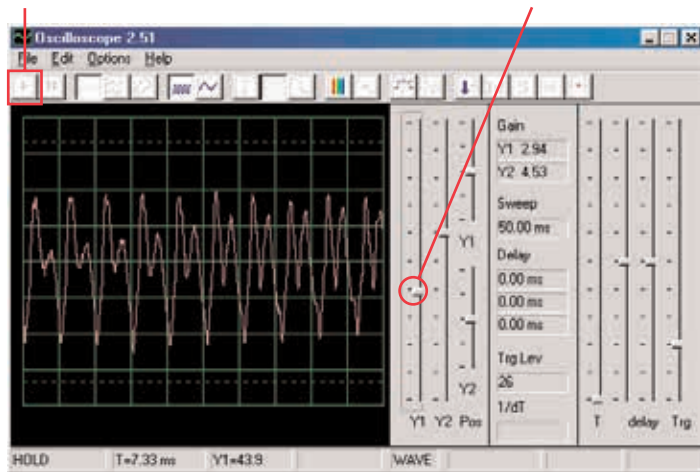 Oscilloscope 2.51
File Edit Options Help
Gain
Y1 2.94
Y2 4.53
Sweep
50.00 ms
Delay
0.00 ms
0.00 ms
0.00 ms
Trg Lev
26
1/dT
Y1
Y2
Y1 Y2 Pos
T delay Trg
HOLD T=7.33 ms Y1=43.9 WAVE